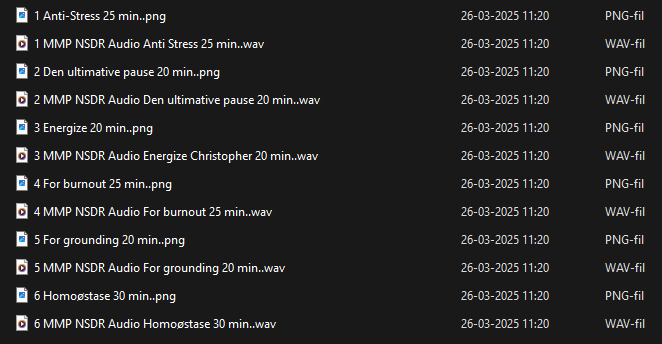 1 Anti-Stress 25 min..png 26-03-2025 11:20 PNG-fil
1 MMP NSDR Audio Anti Stress 25 min..wav 26-03-2025 11:20 WAV-fil
2 Den ultimative pause 20 min..png 26-03-2025 11:20 PNG-fil
2 MMP NSDR Audio Den ultimative pause 20 min..wav 26-03-2025 11:20 WAV-fil
3 Energize 20 min..png 26-03-2025 11:20 PNG-fil
3 MMP NSDR Audio Energize Christopher 20 min..wav 26-03-2025 11:20 WAV-fil
4 For burnout 25 min..png 26-03-2025 11:20 PNG-fil
4 MMP NSDR Audio For burnout 25 min..wav 26-03-2025 11:20 WAV-fil
5 For grounding 20 min..png 26-03-2025 11:20 PNG-fil
5 MMP NSDR Audio For grounding 20 min..wav 26-03-2025 11:20 WAV-fil
6 Homoøstase 30 min..png 26-03-2025 11:20 PNG-fil
6 MMP NSDR Audio Homoøstase 30 min..wav 26-03-2025 11:20 WAV-fil